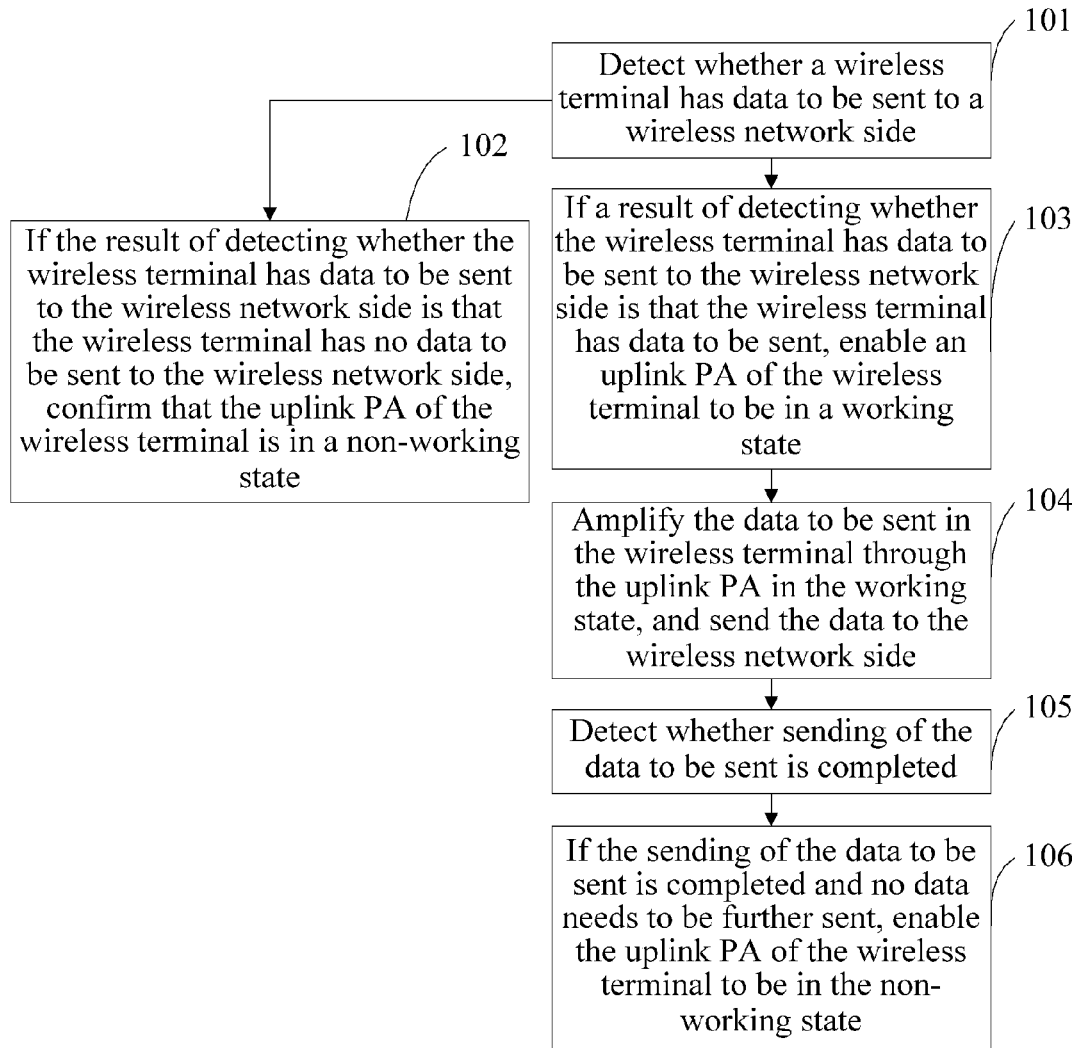 101
Detect whether a wireless
terminal has data to be sent to a
wireless network side
102
If the result of detecting whether the
wireless terminal has data to be sent
to the wireless network side is that
the wireless terminal has no data to
be sent to the wireless network side,
confirm that the uplink PA of the
wireless terminal is in a non-working
state
103
If a result of detecting whether
the wireless terminal has data to
be sent to the wireless network
side is that the wireless terminal
has data to be sent, enable an
uplink PA of the wireless
terminal to be in a working
state
104
Amplify the data to be sent in
the wireless terminal through
the uplink PA in the working
state, and send the data to the
wireless network side
105
Detect whether sending of the
data to be sent is completed
106
If the sending of the data to be
sent is completed and no data
needs to be further sent, enable
the uplink PA of the wireless
terminal to be in the non-
working state